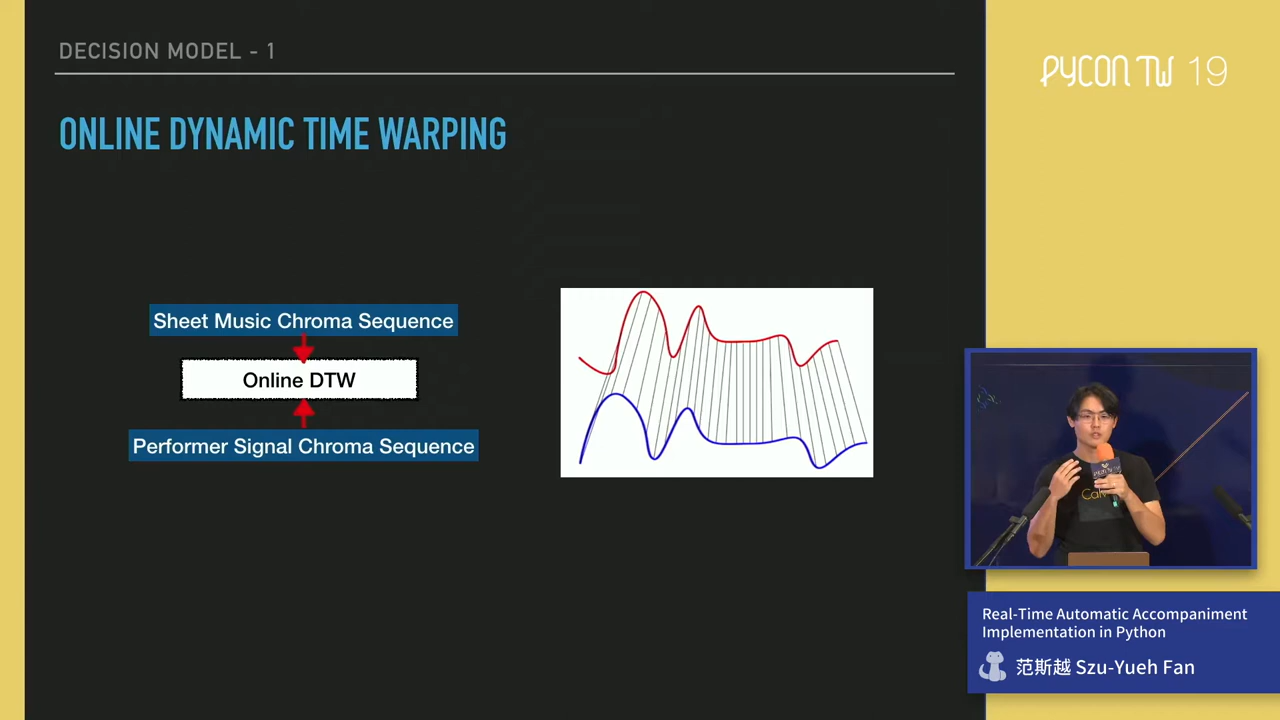 DECISION MODEL - 1
PYCON TW 19
ONLINE DYNAMIC TIME WARPING
Sheet Music Chroma Sequence
Online DTW
Performer Signal Chroma Sequence
Real-Time Automatic Accompaniment
Implementation in Python
范斯越 Szu-Yueh Fan